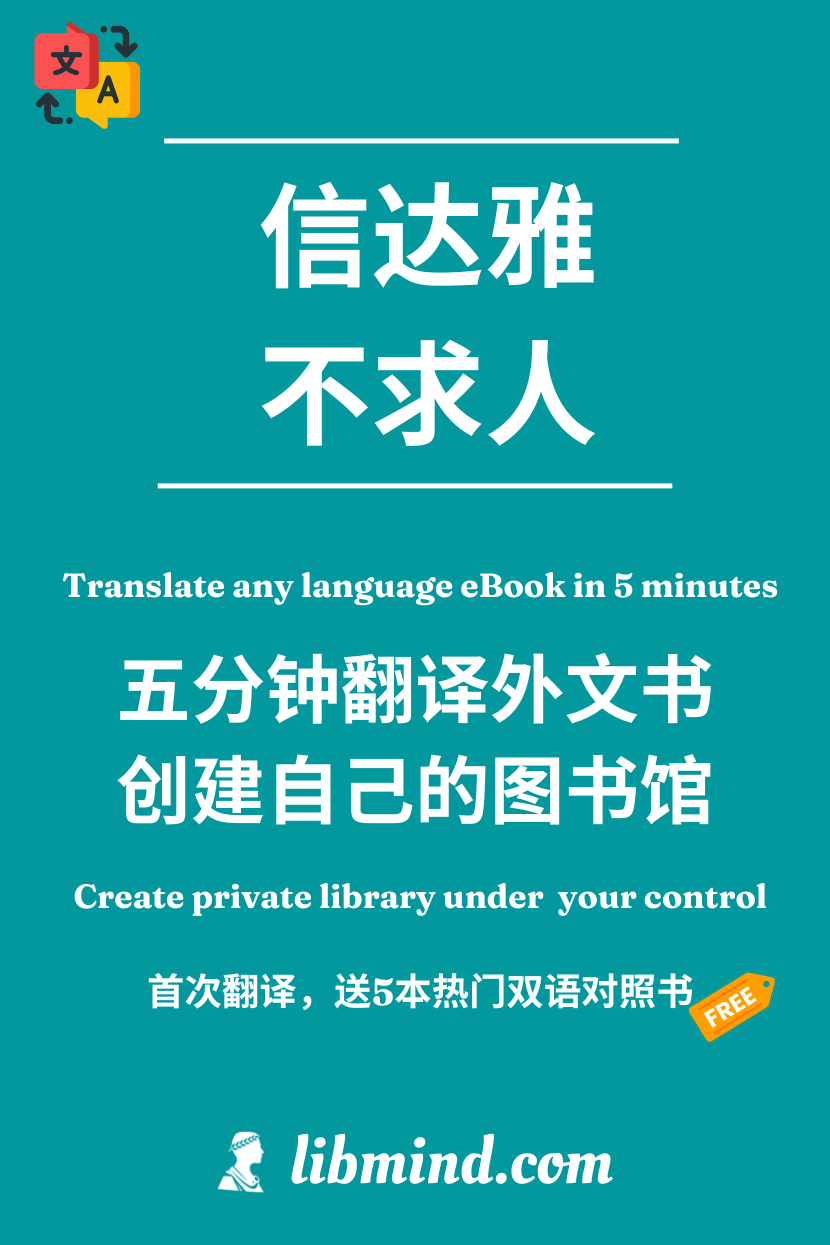 文
A
信达雅
不求人
Translate any language eBook in 5 minutes
五分钟翻译外文书
创建自己的图书馆
Create private library under your control
首次翻译，送5本热门双语对照书
FREE
libmind.com